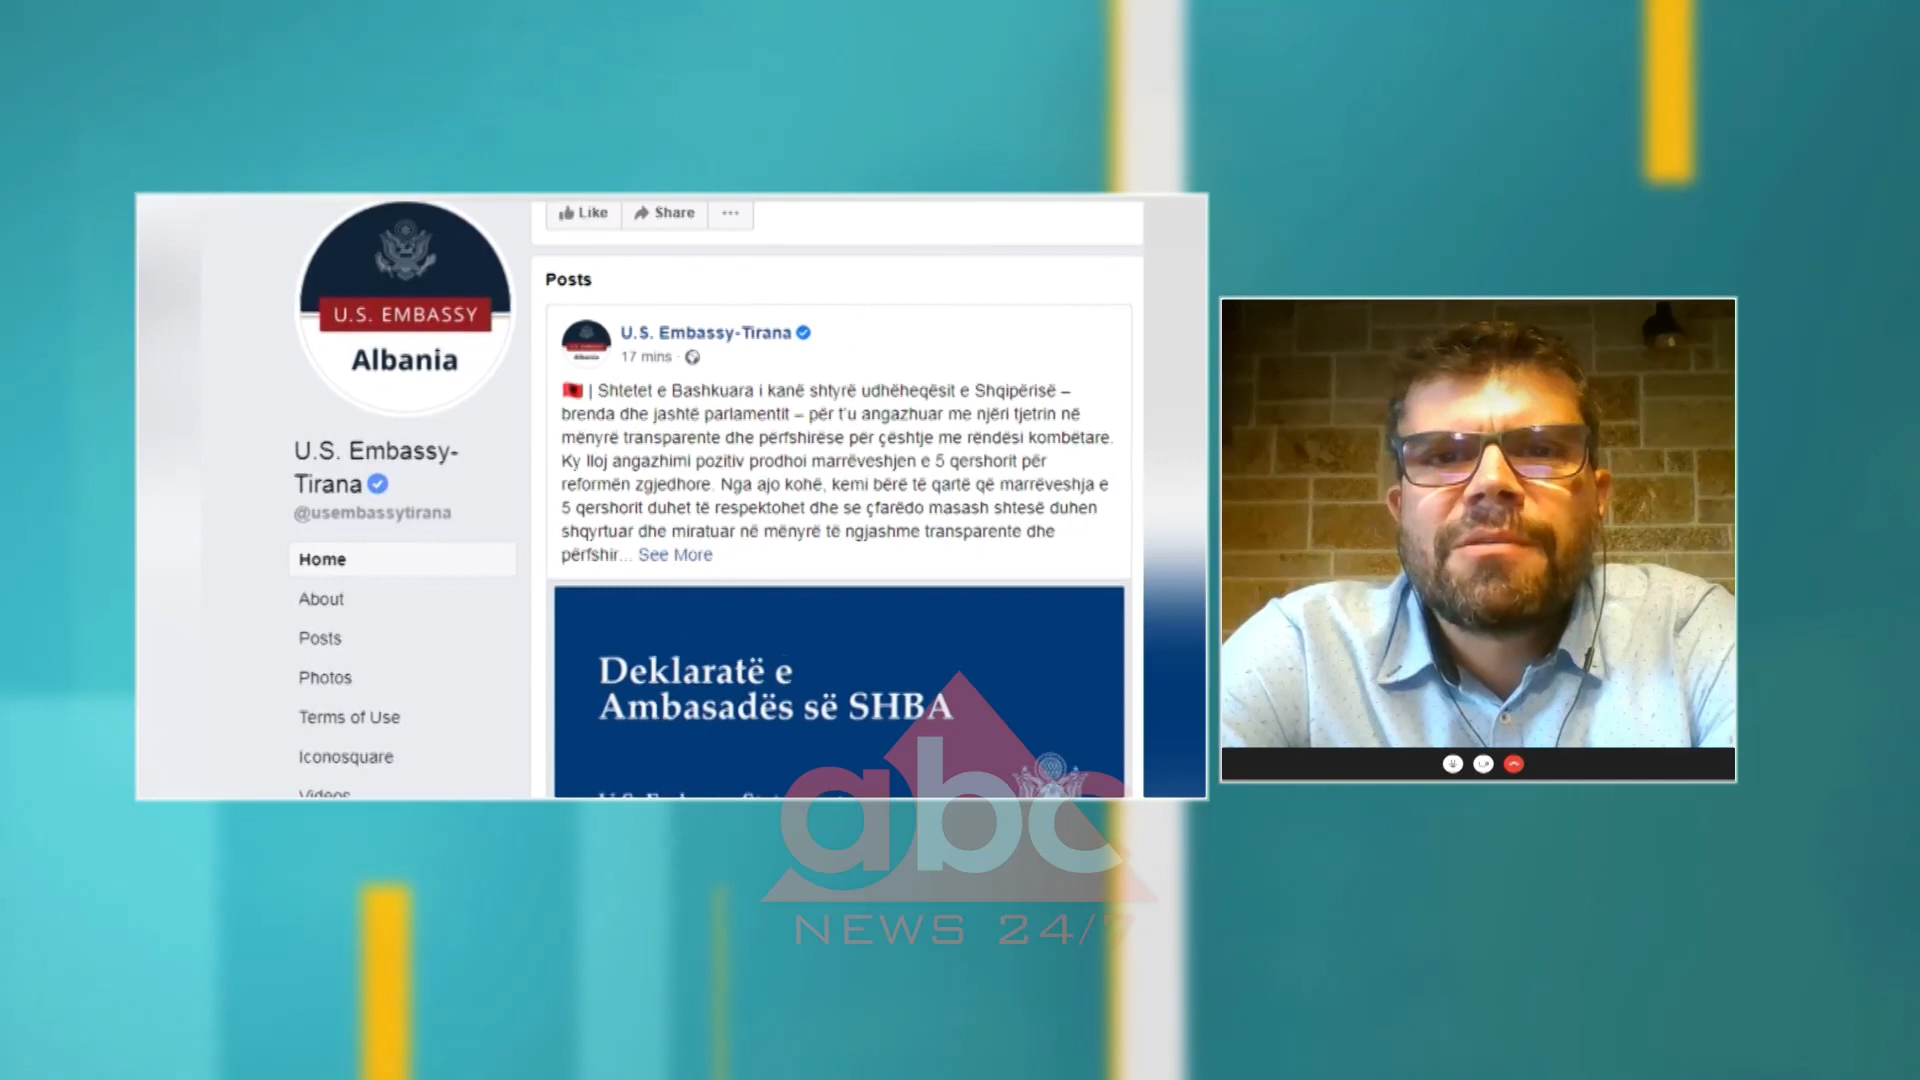 U.S. EMBASSY
Albania
U.S. Embassy-
Tirana
@usembassytirana
Home
About
Posts
Photos
Terms of Use
Iconosquare
Videos
Like Share ...
Posts
U.S. Embassy-Tirana
17 mins ·
| Shtetet e Bashkuara i kanë shtyrë udhëheqësit e Shqipërisë –
brenda dhe jashtë parlamentit – për t'u angazhuar me njëri tjetrin në
mënyrë transparente dhe përfshirëse për çështje me rëndësi kombëtare.
Ky lloj angazhimi pozitiv prodhoi marrëveshjen e 5 qershorit për
reformën zgjedhore. Nga ajo kohë, kemi bërë të qartë që marrëveshja e
5 qershorit duhet të respektohet dhe se çfarëdo masash shtesë duhen
shqyrtuar dhe miratuar në mënyrë të ngjashme transparente dhe
përfshir... See More
Deklaratë e
Ambasadës së SHBA
abc
NEWS 24/7